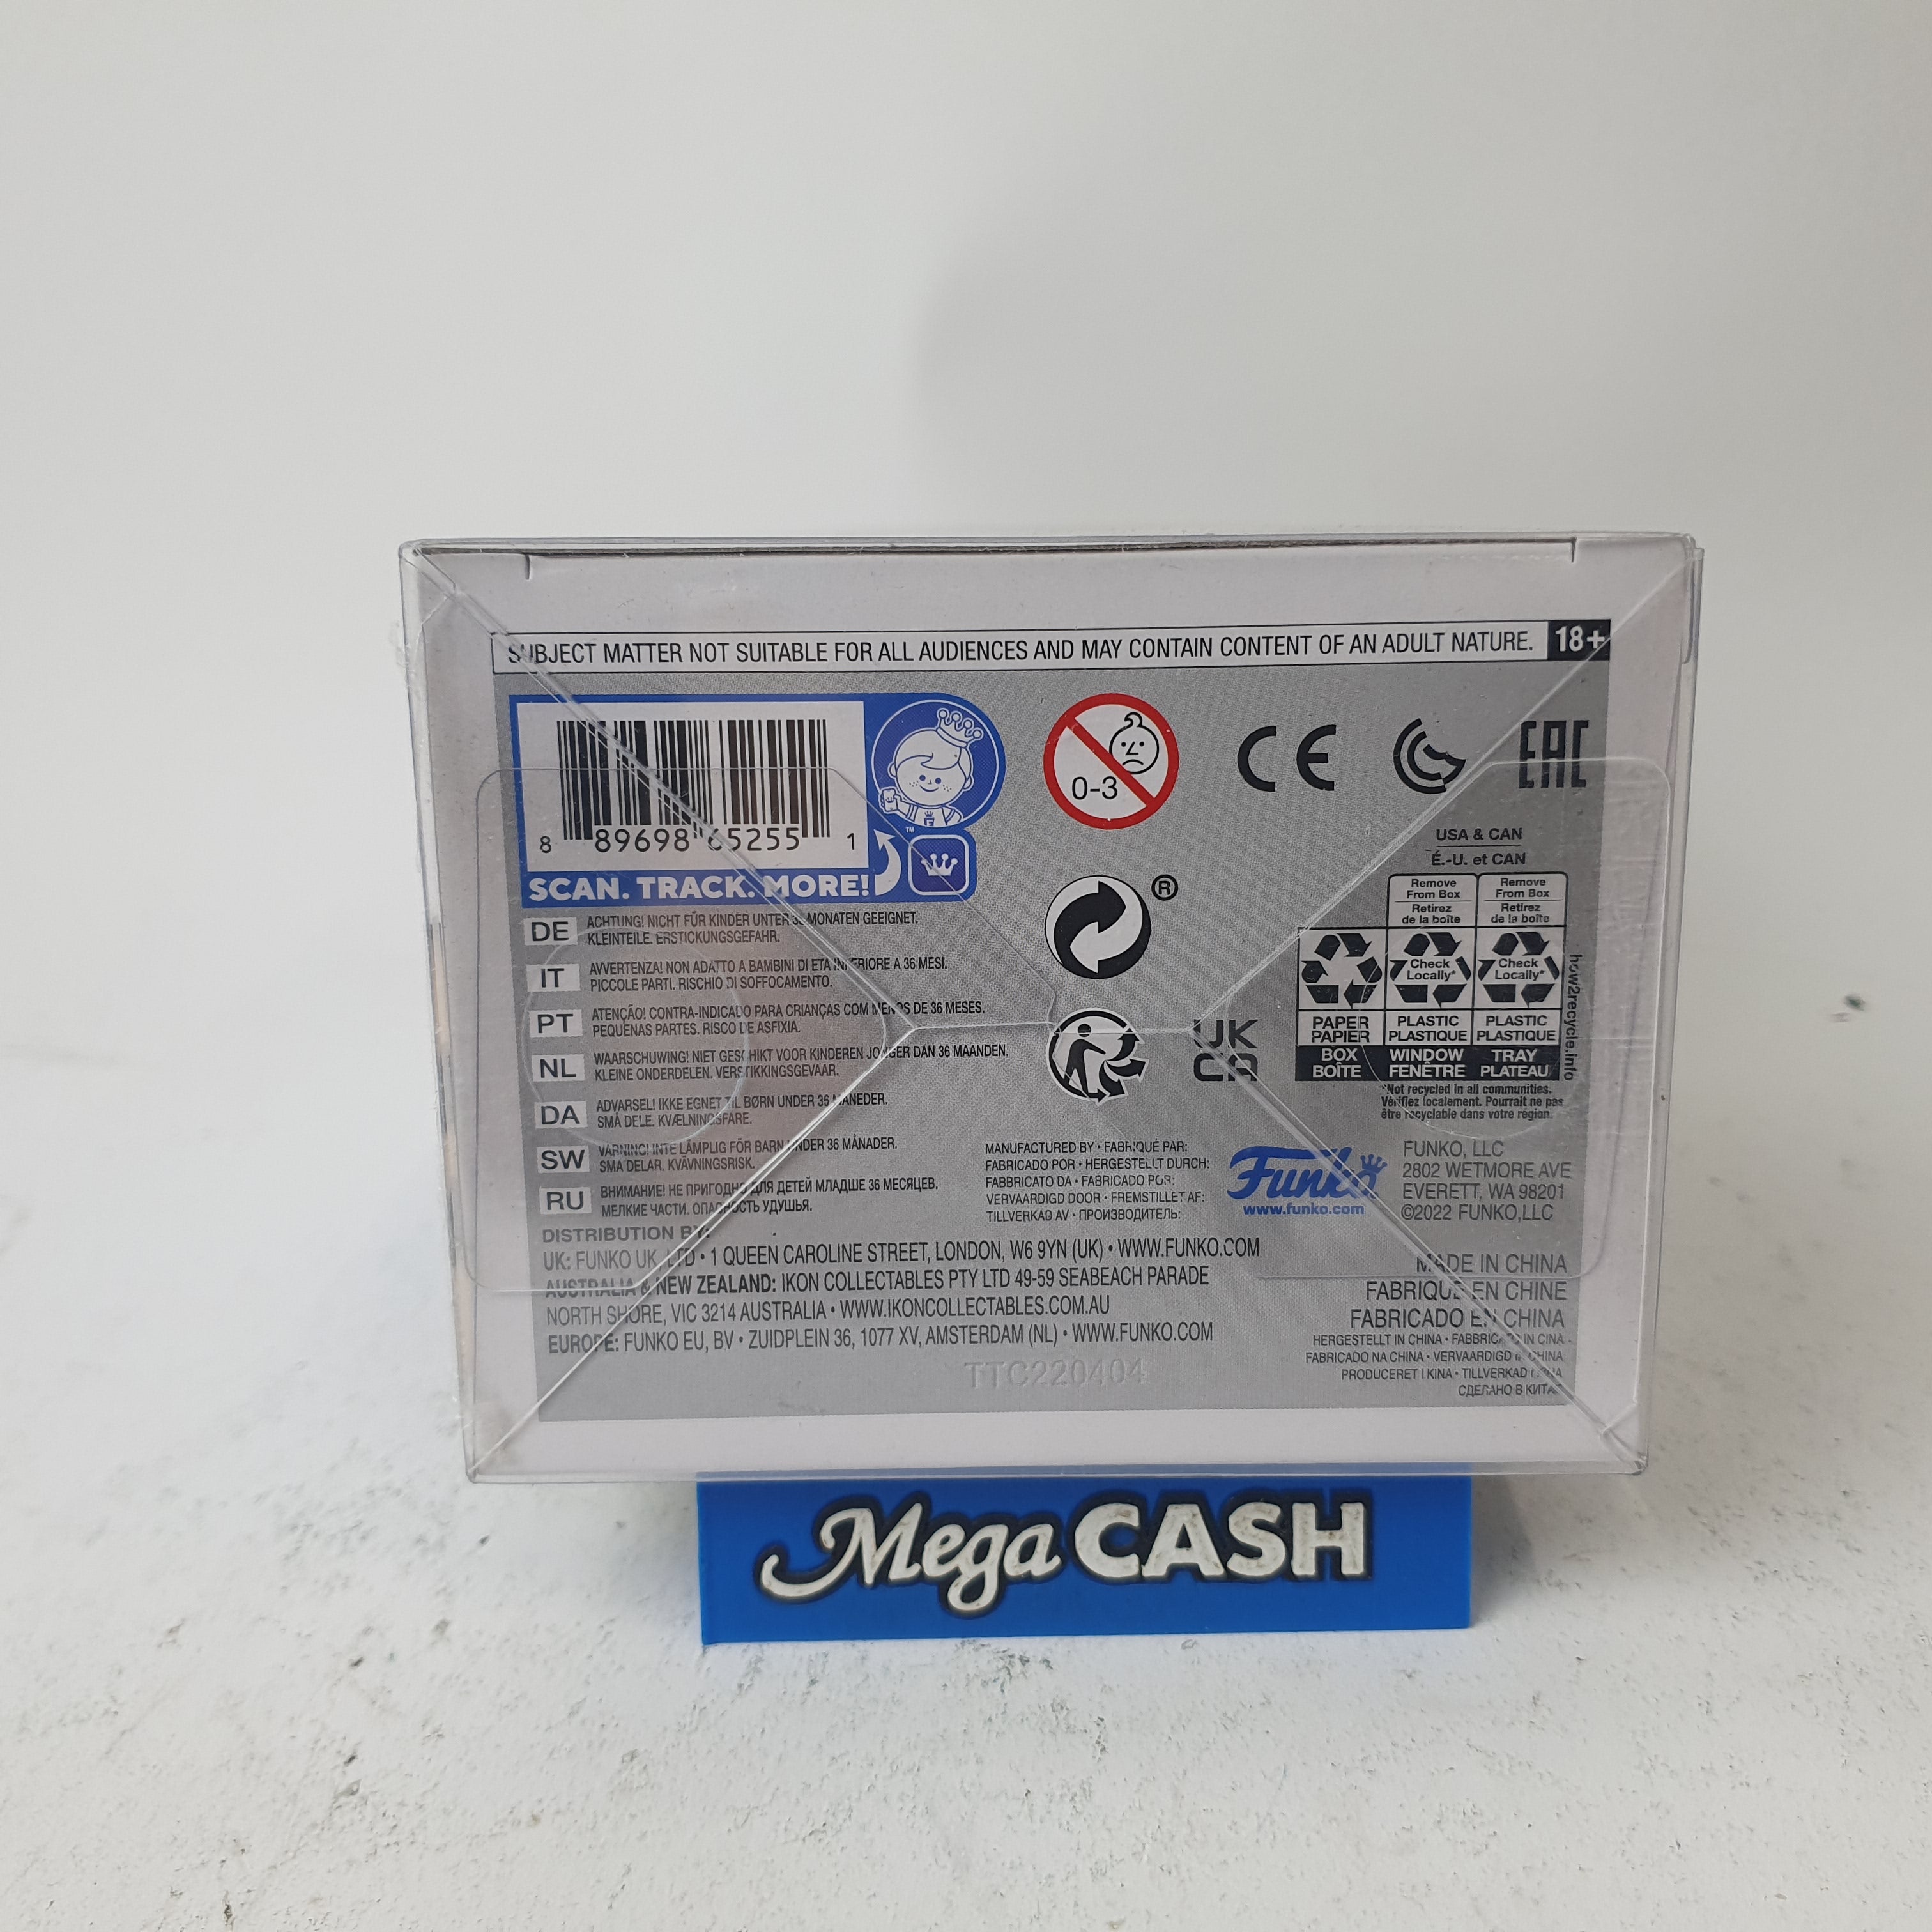 SUBJECT MATTER NOT SUITABLE FOR ALL AUDIENCES AND MAY CONTAIN CONTENT OF AN ADULT NATURE. 18+
8 89698 65255 1
TM
SCAN. TRACK. MORE!
0-3
CE
EAC
USA & CAN
É.-U. et CAN
Remove From Box
Retirez de la boîte
Remove From Box
Retirez de la boîte
Check Locally*
Check Locally*
PAPER PAPIER
PLASTIC PLASTIQUE
PLASTIC PLASTIQUE
BOX BOÎTE
WINDOW FENÊTRE
TRAY PLATEAU
how2recycle.info
*Not recycled in all communities.
Vérifiez localement. Pourrait ne pas
être recyclable dans votre région.
®
UK
CA
DE ACHTUNG! NICHT FÜR KINDER UNTER 36 MONATEN GEEIGNET.
KLEINTEILE. ERSTICKUNGSGEFAHR.
IT AVVERTENZA! NON ADATTO A BAMBINI DI ETA INFERIORE A 36 MESI.
PICCOLE PARTI. RISCHIO DI SOFFOCAMENTO.
PT ATENÇÃO! CONTRA-INDICADO PARA CRIANÇAS COM MENOS DE 36 MESES.
PEQUENAS PARTES. RISCO DE ASFIXIA.
NL WAARSCHUWING! NIET GESCHIKT VOOR KINDEREN JONGER DAN 36 MAANDEN.
KLEINE ONDERDELEN. VERSTIKKINGSGEVAAR.
DA ADVARSEL! IKKE EGNET TIL BØRN UNDER 36 MANEDER.
SMÅ DELE. KVÆLNINGSFARE.
SW VARNING! INTE LÄMPLIG FÖR BARN UNDER 36 MÅNADER.
SMA DELAR. KVÄVNINGSRISK.
RU ВНИМАНИЕ! НЕ ПРИГОДНО ДЛЯ ДЕТЕЙ МЛАДШЕ 36 МЕСЯЦЕВ.
МЕЛКИЕ ЧАСТИ. ОПАСНОСТЬ УДУШЬЯ.
MANUFACTURED BY • FABRIQUÉ PAR:
FABRICADO POR • HERGESTELLT DURCH:
FABBRICATO DA • FABRICADO POR:
VERVAARDIGD DOOR • FREMSTILLET AF:
TILLVERKAD AV • ПРОИЗВОДИТЕЛЬ:
Funko
www.funko.com
FUNKO, LLC
2802 WETMORE AVE
EVERETT, WA 98201
©2022 FUNKO,LLC
DISTRIBUTION BY:
UK: FUNKO UK, LTD • 1 QUEEN CAROLINE STREET, LONDON, W6 9YN (UK) • WWW.FUNKO.COM
AUSTRALIA & NEW ZEALAND: IKON COLLECTABLES PTY LTD 49-59 SEABEACH PARADE
NORTH SHORE, VIC 3214 AUSTRALIA • WWW.IKONCOLLECTABLES.COM.AU
EUROPE: FUNKO EU, BV • ZUIDPLEIN 36, 1077 XV, AMSTERDAM (NL) • WWW.FUNKO.COM
MADE IN CHINA
FABRIQUÉ EN CHINE
FABRICADO EN CHINA
HERGESTELLT IN CHINA • FABBRICATO IN CINA •
FABRICADO NA CHINA • VERVAARDIGD IN CHINA
PRODUCERET I KINA • TILLVERKAD I KINA
СДЕЛАНО В КИТАЕ
TTC220404
Mega CASH